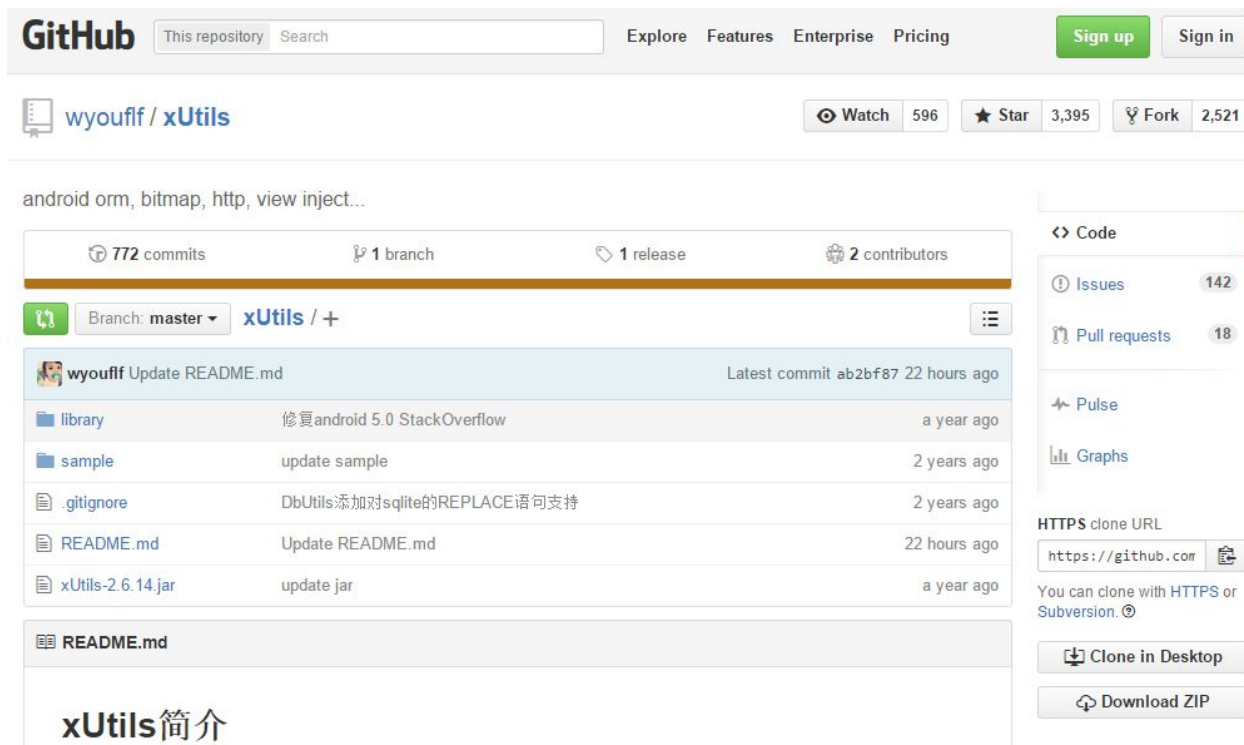 GitHub This repository Search Explore Features Enterprise Pricing Sign up Sign in
wyouflf / xUtils Watch 596 Star 3,395 Fork 2,521
android orm, bitmap, http, view inject...
772 commits 1 branch 1 release 2 contributors
Branch: master xUtils / +
wyouflf Update README.md Latest commit ab2bf87 22 hours ago
library 修复android 5.0 StackOverflow a year ago
sample update sample 2 years ago
.gitignore DbUtils添加对sqlite的REPLACE语句支持 2 years ago
README.md Update README.md 22 hours ago
xUtils-2.6.14.jar update jar a year ago
README.md
xUtils简介
Code
Issues 142
Pull requests 18
Pulse
Graphs
HTTPS clone URL
https://github.com
You can clone with HTTPS or
Subversion.
Clone in Desktop
Download ZIP